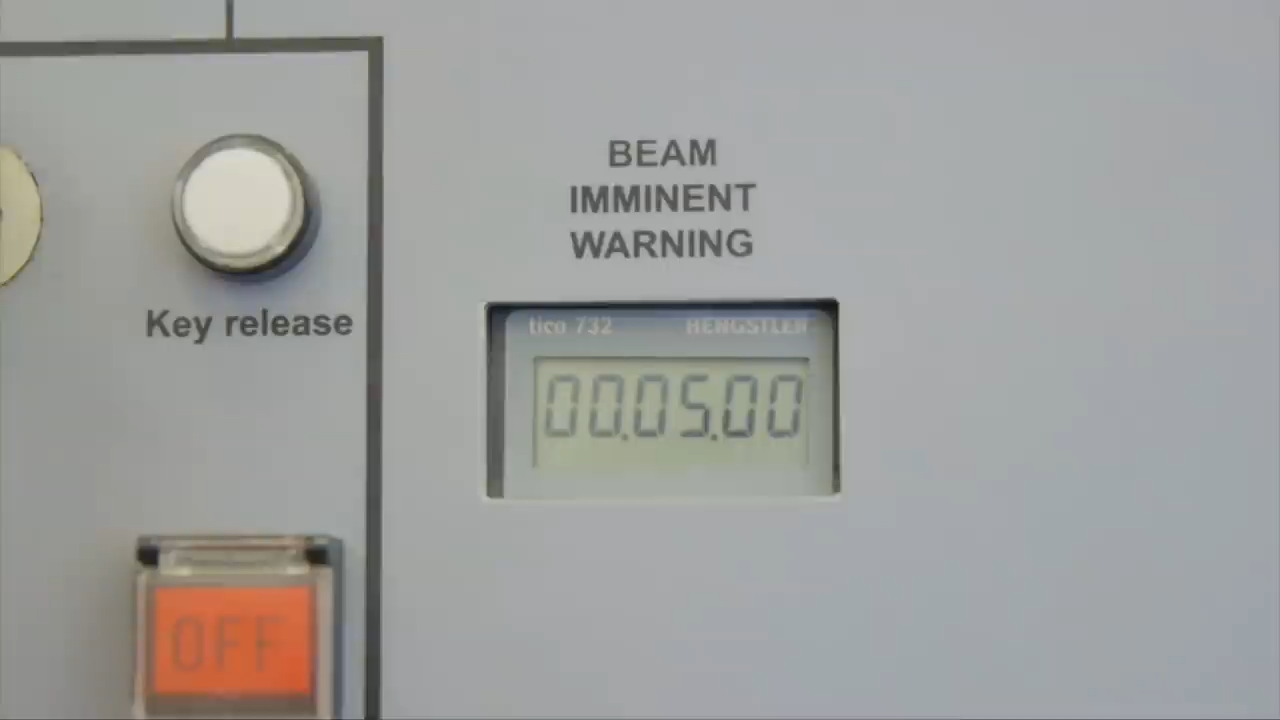 BEAM
IMMINENT
WARNING
Key release
tico 732 HENGSTLER
00.05.00
OFF